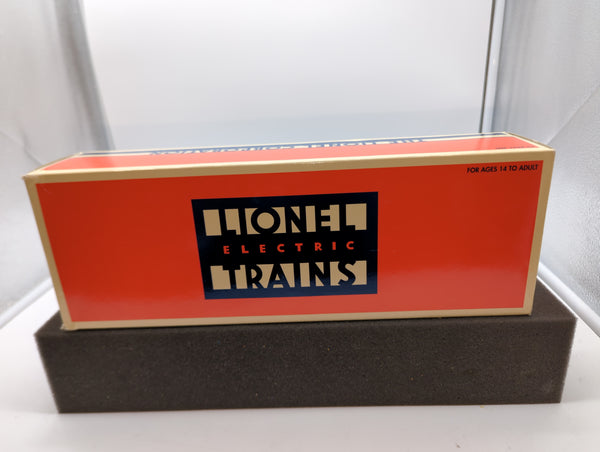 FOR AGES 14 TO ADULT
LIONEL
ELECTRIC
TRAINS